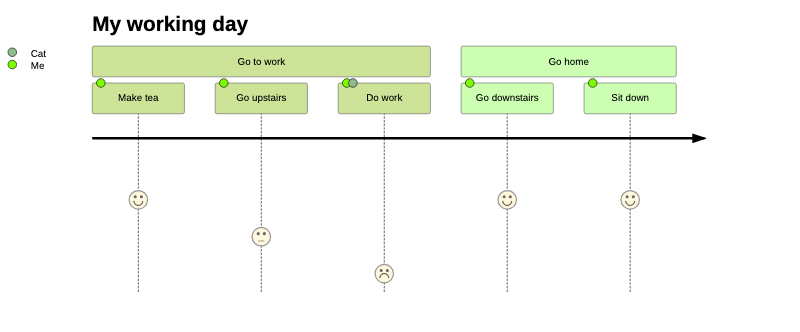 My working day
Cat
Me
Go to work
Go home
Make tea
Go upstairs
Do work
Go downstairs
Sit down